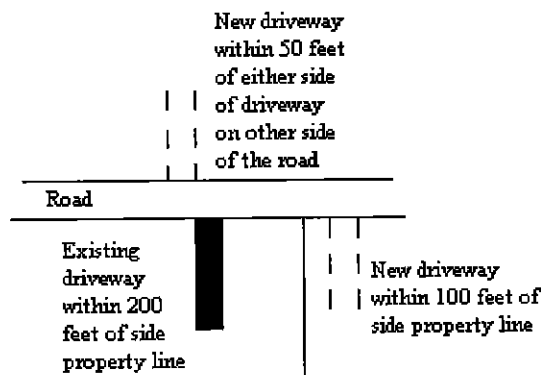 New driveway
within 50 feet
of either side
of driveway
on other side
of the road
Road
Existing
driveway
within 200
feet of side
property line
New driveway
within 100 feet of
side property line